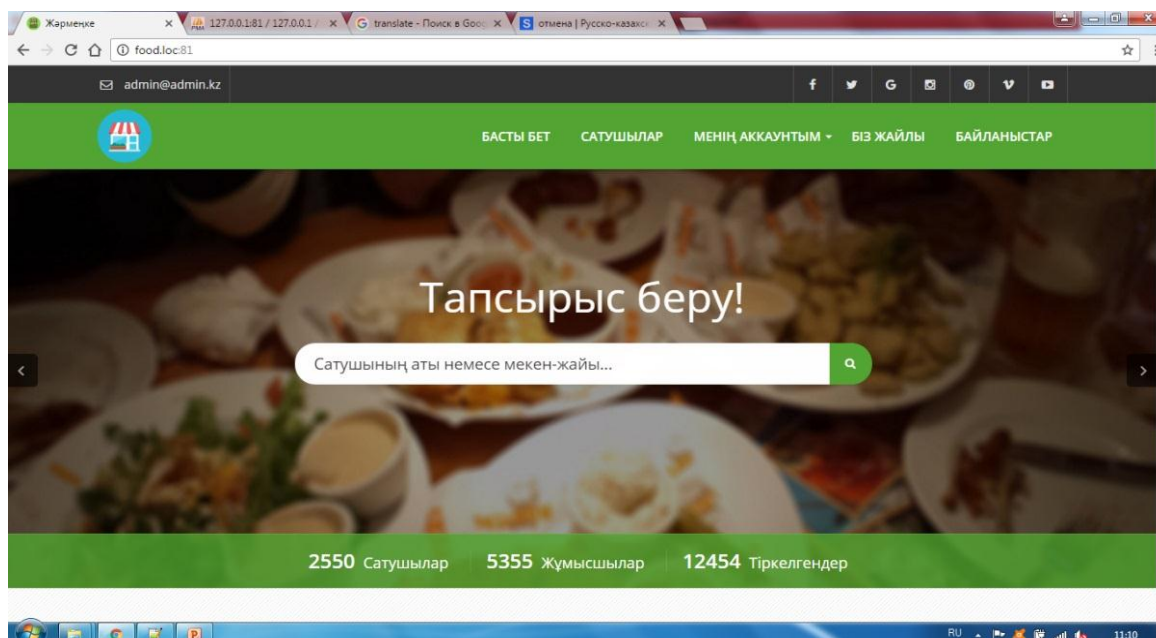 Жәрмеңке
127.0.0.1:81 / 127.0.0.1 /
translate - Поиск в Goog
отмена | Русско-казахс
food.loc:81
admin@admin.kz
БАСТЫ БЕТ САТУШЫЛАР МЕНІҢ АККАУНТЫМ БІЗ ЖАЙЛЫ БАЙЛАНЫСТАР
Тапсырыс беру!
Сатушының аты немесе мекен-жайы...
2550 Сатушылар 5355 Жұмысшылар 12454 Тіркелгендер
RU 11:10